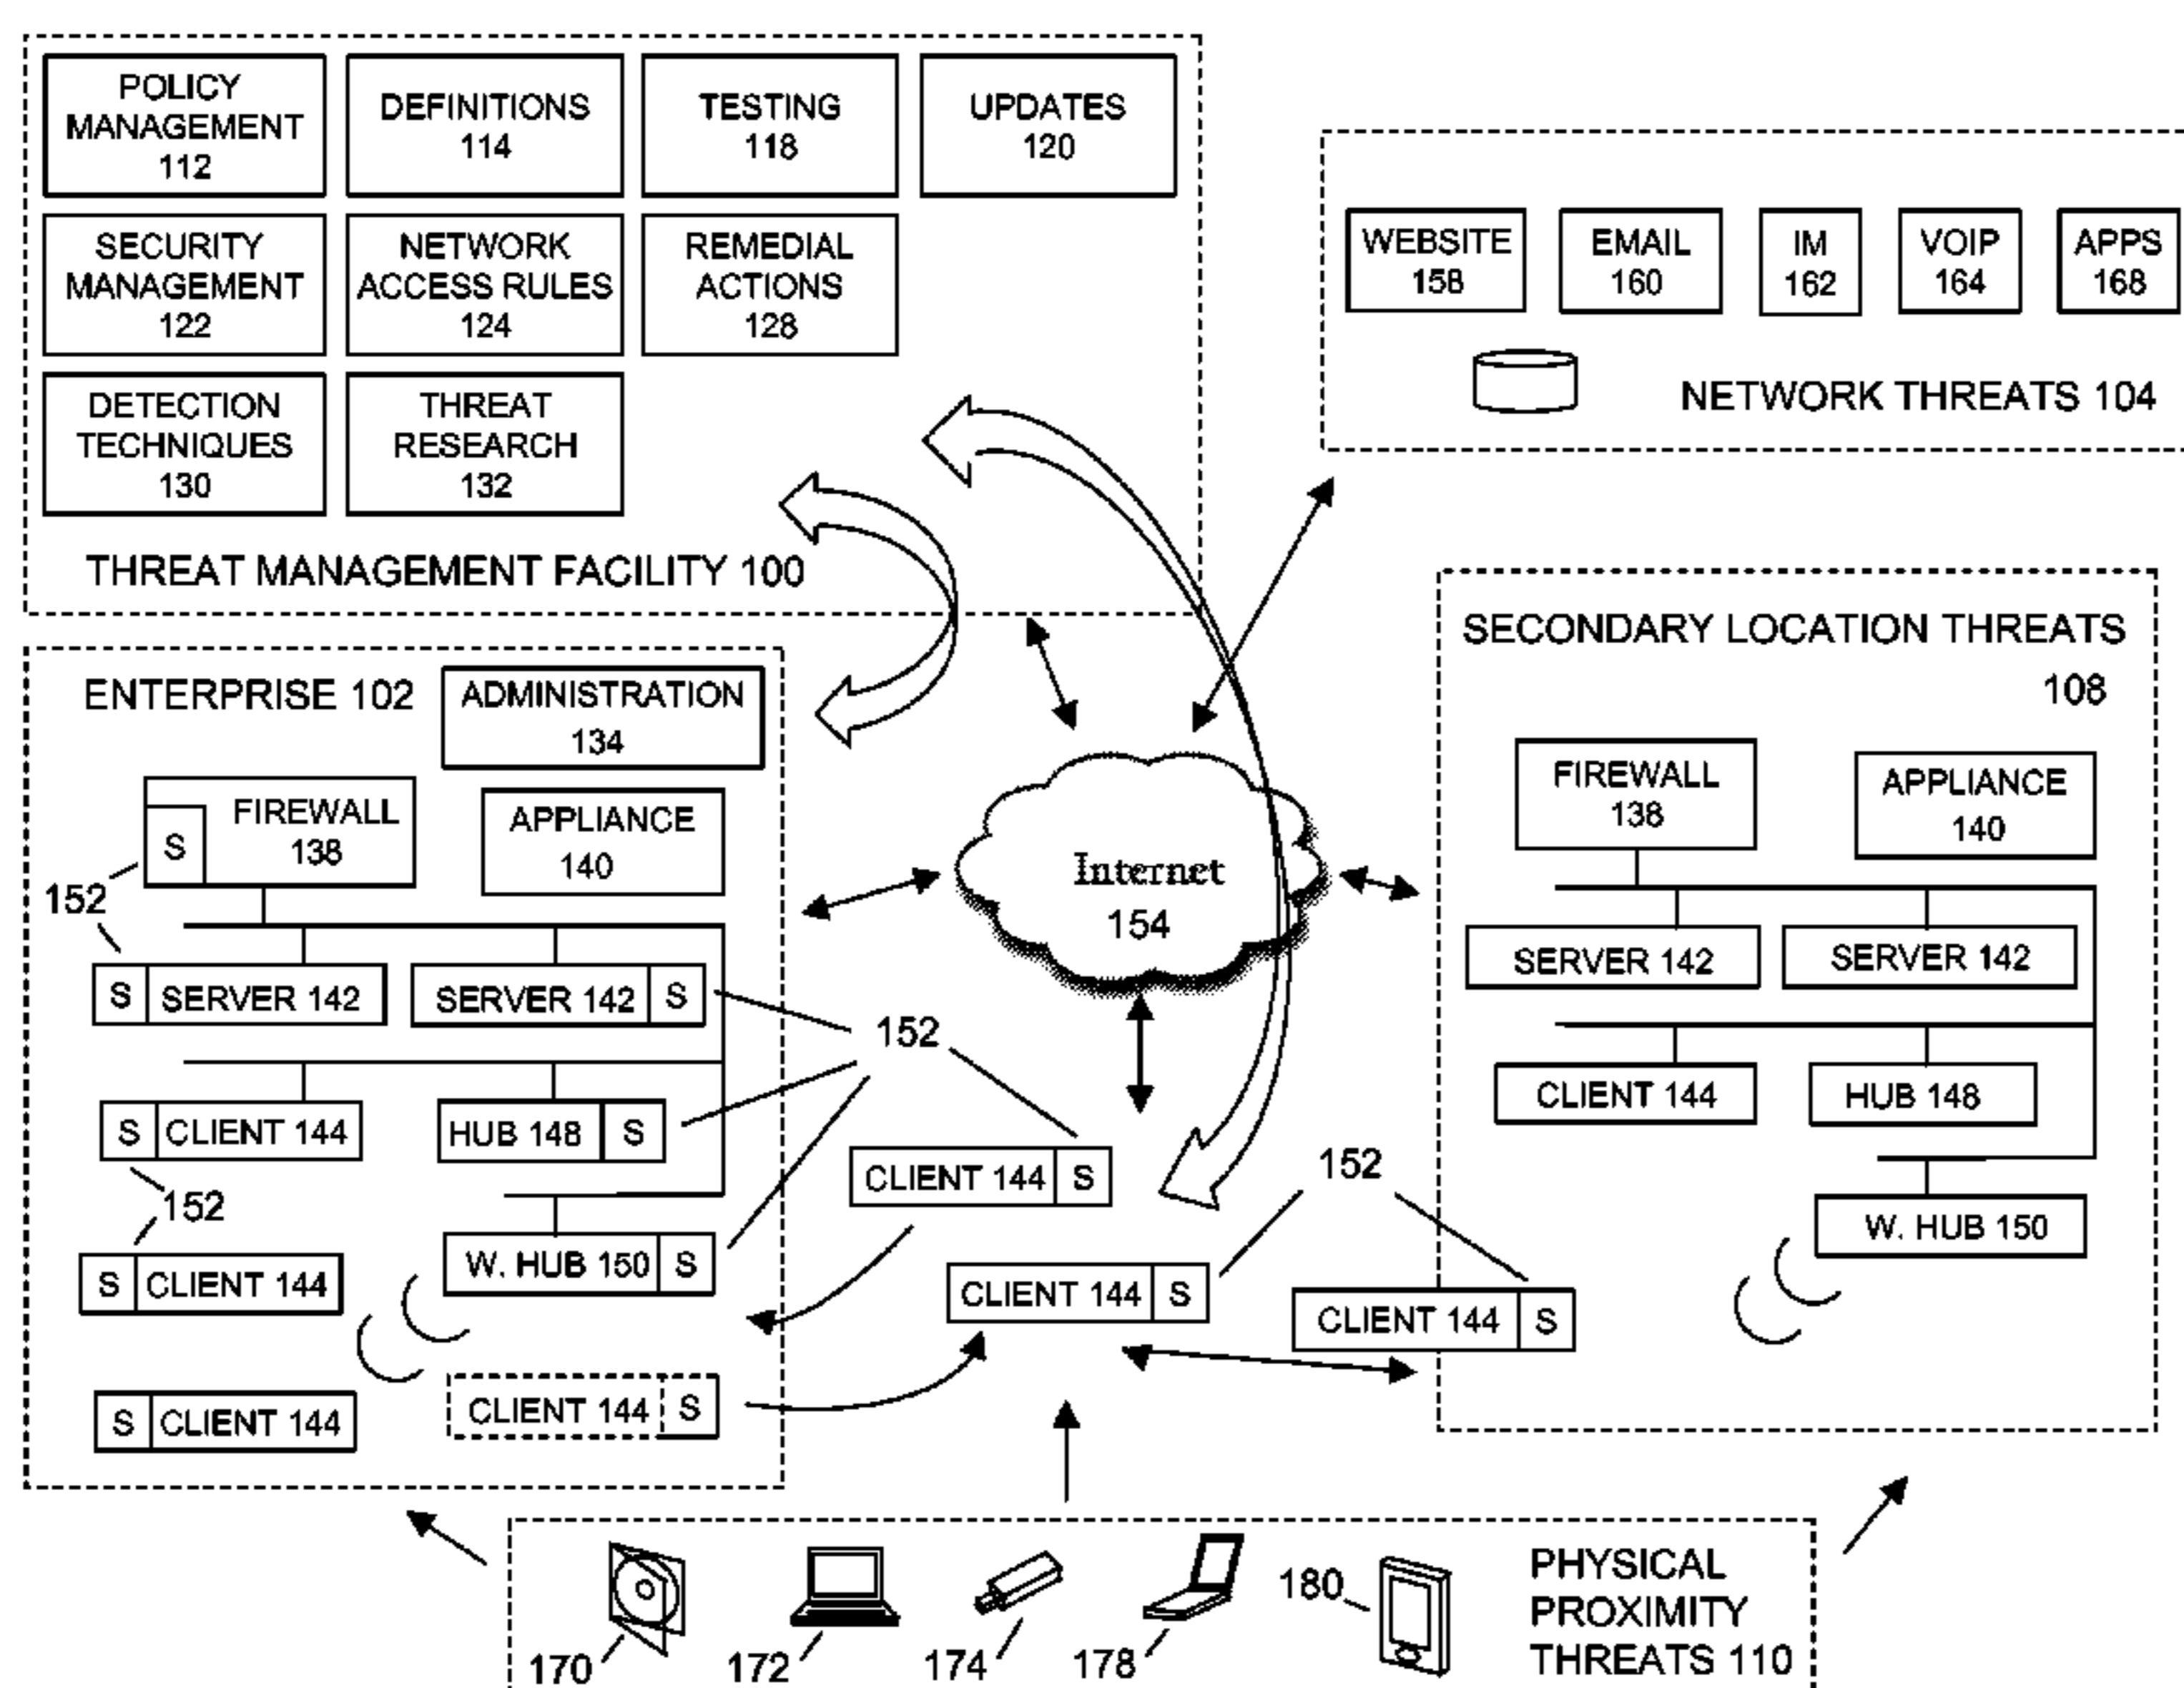 POLICY
MANAGEMENT
112
DEFINITIONS
114
TESTING
118
UPDATES
120
SECURITY
MANAGEMENT
122
NETWORK
ACCESS RULES
124
REMEDIAL
ACTIONS
128
DETECTION
TECHNIQUES
130
THREAT
RESEARCH
132
THREAT MANAGEMENT FACILITY 100
WEBSITE
158
EMAIL
160
IM
162
VOIP
164
APPS
168
NETWORK THREATS 104
ENTERPRISE 102
ADMINISTRATION
134
S
FIREWALL
138
APPLIANCE
140
152
S SERVER 142
SERVER 142 S
152
S CLIENT 144
HUB 148 S
152
S CLIENT 144
W. HUB 150 S
S CLIENT 144
CLIENT 144 S
Internet
154
CLIENT 144 S
152
CLIENT 144 S
CLIENT 144 S
SECONDARY LOCATION THREATS
108
FIREWALL
138
APPLIANCE
140
SERVER 142
SERVER 142
CLIENT 144
HUB 148
W. HUB 150
170
172
174
178
180
PHYSICAL
PROXIMITY
THREATS 110